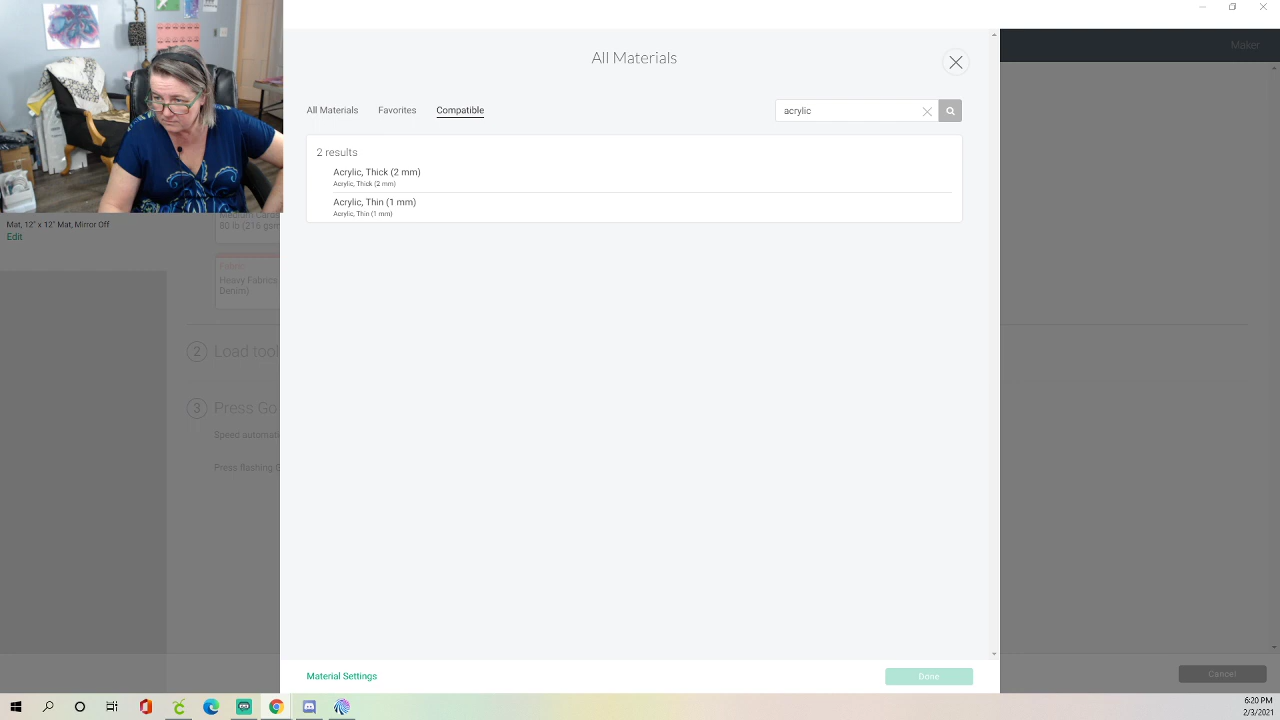 Maker
All Materials
All Materials Favorites Compatible
acrylic
2 results
Acrylic, Thick (2 mm)
Acrylic, Thick (2 mm)
Acrylic, Thin (1 mm)
Acrylic, Thin (1 mm)
Mat, 12" x 12" Mat, Mirror Off
Edit
Medium Cards
80 lb (216 gsm
Fabric
Heavy Fabrics
Denim)
2 Load tool
3 Press Go
Speed automati
Press flashing G
Material Settings
Done
Cancel
6:20 PM
2/3/2021